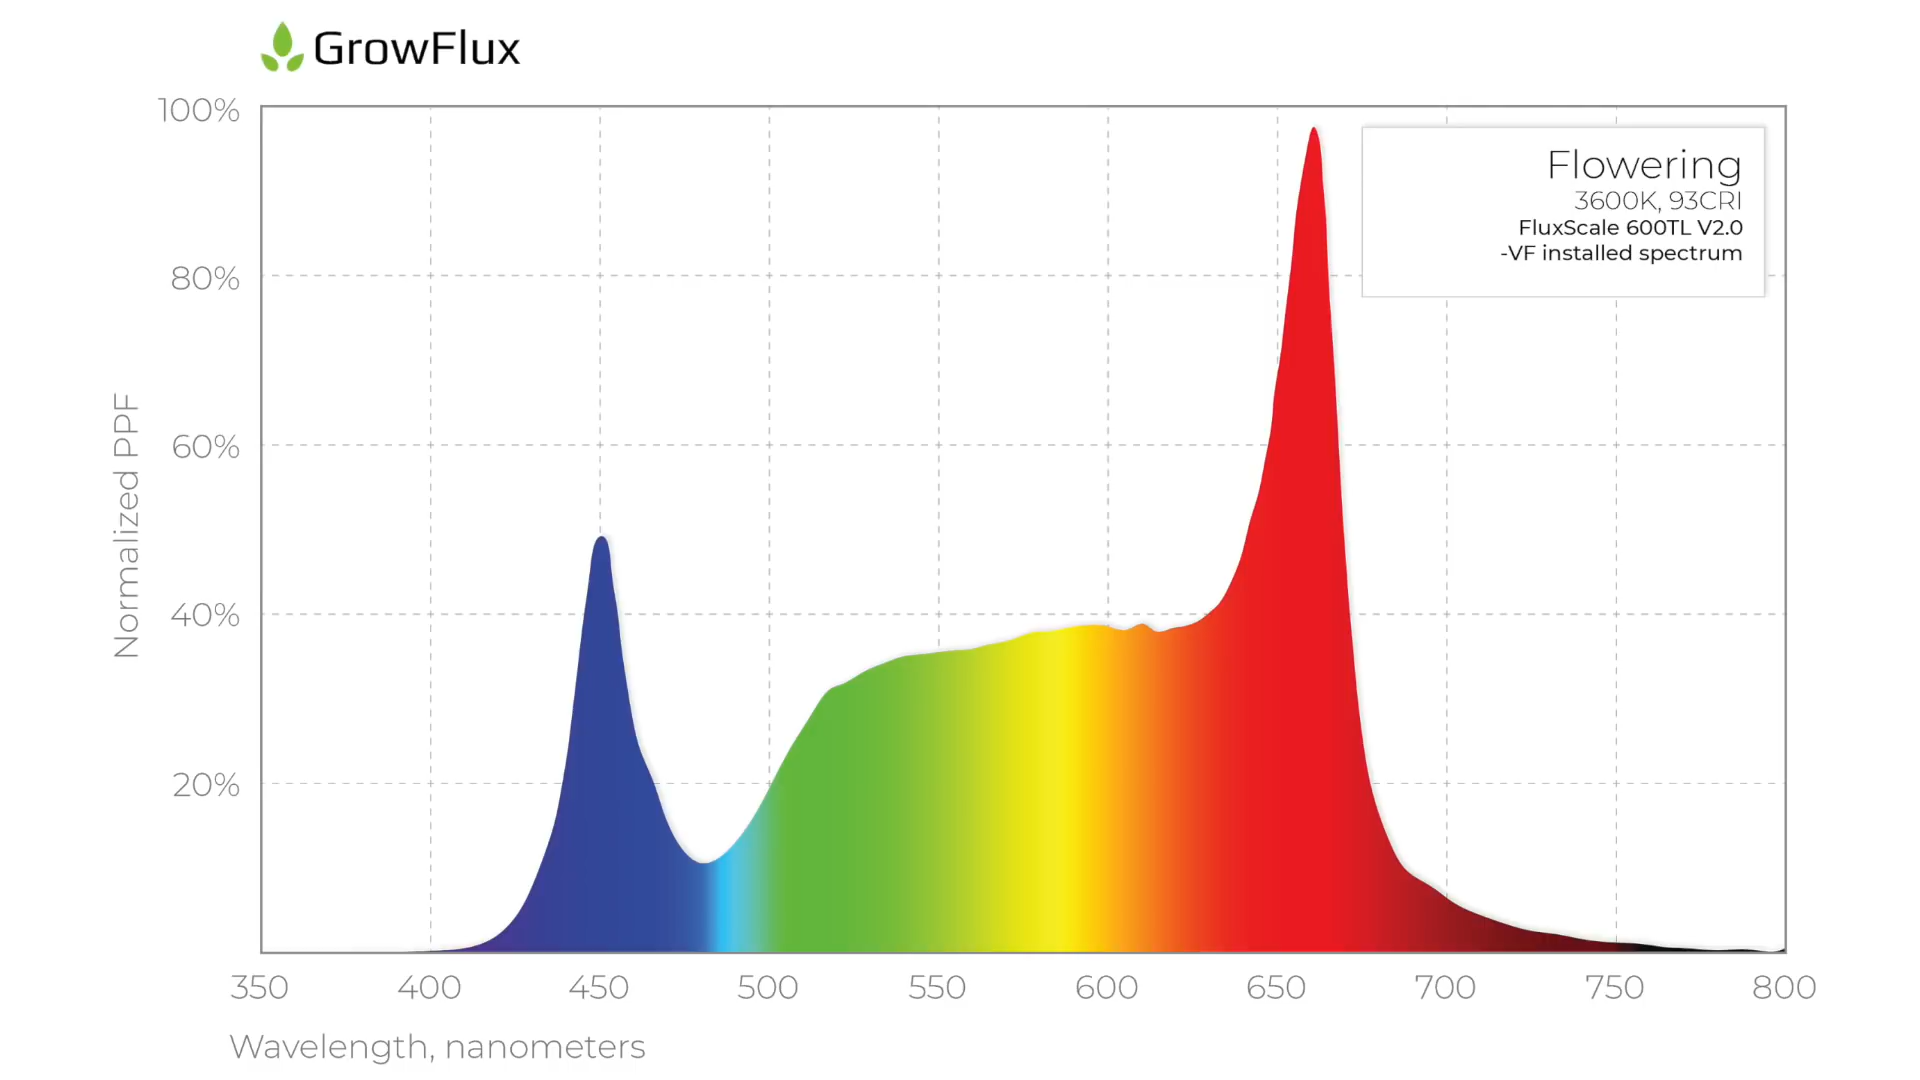 GrowFlux
100%
80%
60%
40%
20%
Normalized PPF
Flowering
3600K, 93CRI
FluxScale 600TL V2.0
-VF installed spectrum
350 400 450 500 550 600 650 700 750 800
Wavelength, nanometers